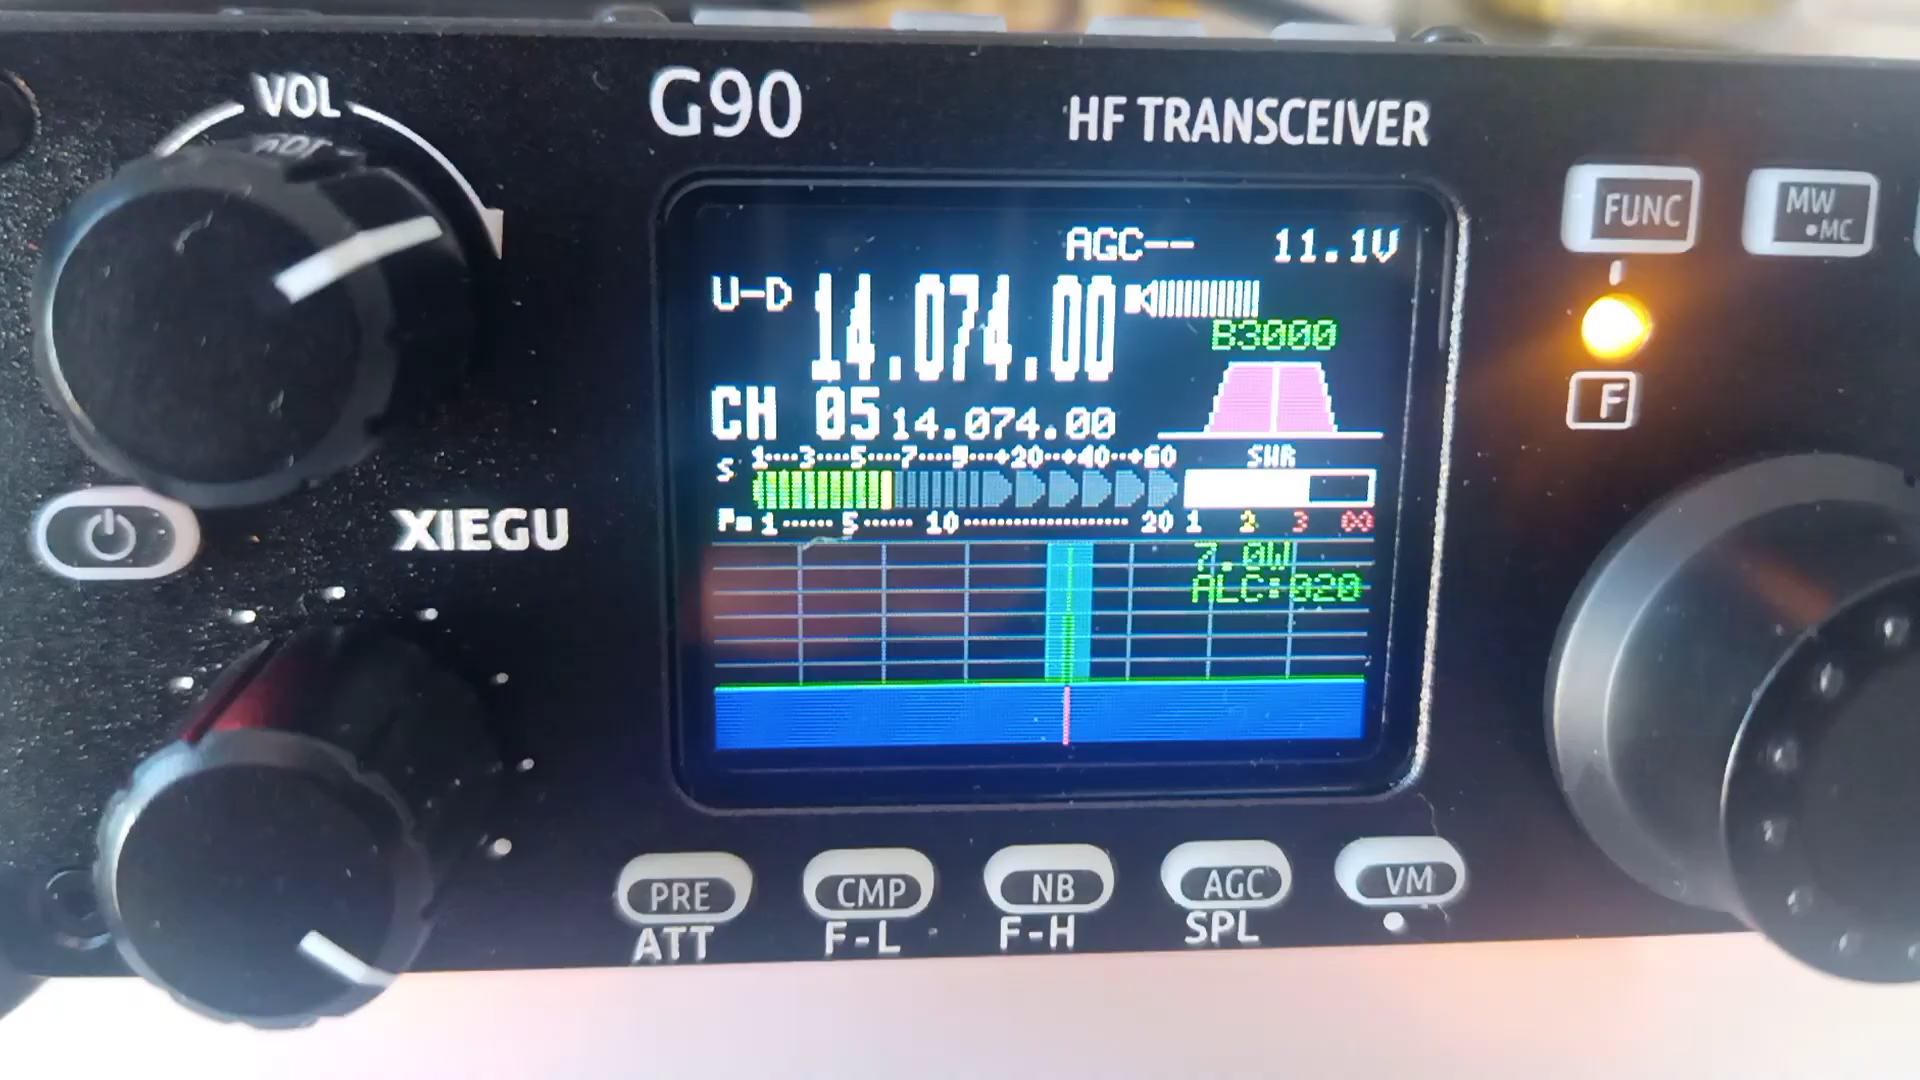 VOL
G90
HF TRANSCEIVER
FUNC
MW
•MC
AGC--
11.1V
U-D
14.074.00
B3000
F
CH 05
14.074.00
S
1····3····5····7····9···+20··+40··+60
SWR
P= 1······5······10··················20
1 2 3 ∞
XIEGU
7.0W
ALC:020
PRE
CMP
NB
AGC
VM
ATT
F-L
F-H
SPL